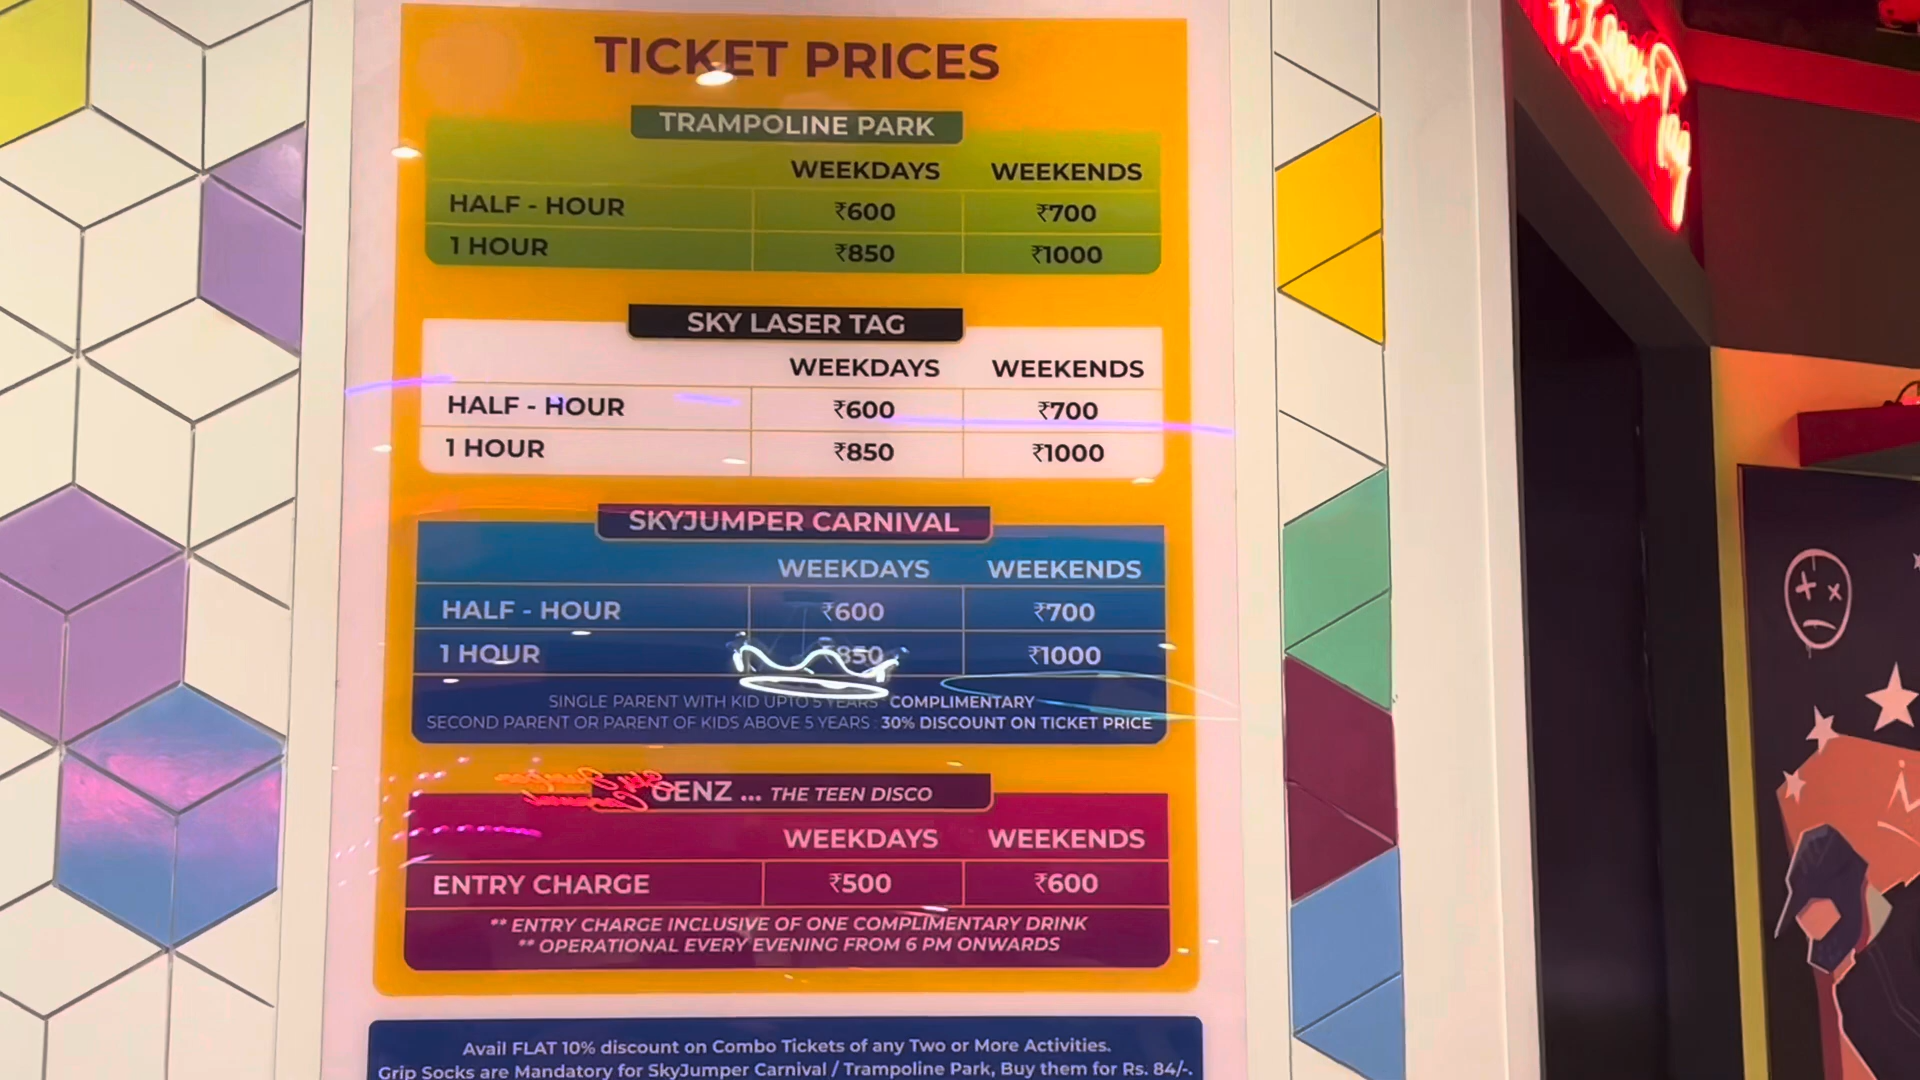 TICKET PRICES
TRAMPOLINE PARK
WEEKDAYS WEEKENDS
HALF - HOUR ₹600 ₹700
1 HOUR ₹850 ₹1000
SKY LASER TAG
WEEKDAYS WEEKENDS
HALF - HOUR ₹600 ₹700
1 HOUR ₹850 ₹1000
SKYJUMPER CARNIVAL
WEEKDAYS WEEKENDS
HALF - HOUR ₹600 ₹700
1 HOUR ₹850 ₹1000
SINGLE PARENT WITH KID UPTO 5 YEARS : COMPLIMENTARY
SECOND PARENT OR PARENT OF KIDS ABOVE 5 YEARS : 30% DISCOUNT ON TICKET PRICE
GENZ ... THE TEEN DISCO
WEEKDAYS WEEKENDS
ENTRY CHARGE ₹500 ₹600
** ENTRY CHARGE INCLUSIVE OF ONE COMPLIMENTARY DRINK
** OPERATIONAL EVERY EVENING FROM 6 PM ONWARDS
Avail FLAT 10% discount on Combo Tickets of any Two or More Activities.
Grip Socks are Mandatory for SkyJumper Carnival / Trampoline Park, Buy them for Rs. 84/-.